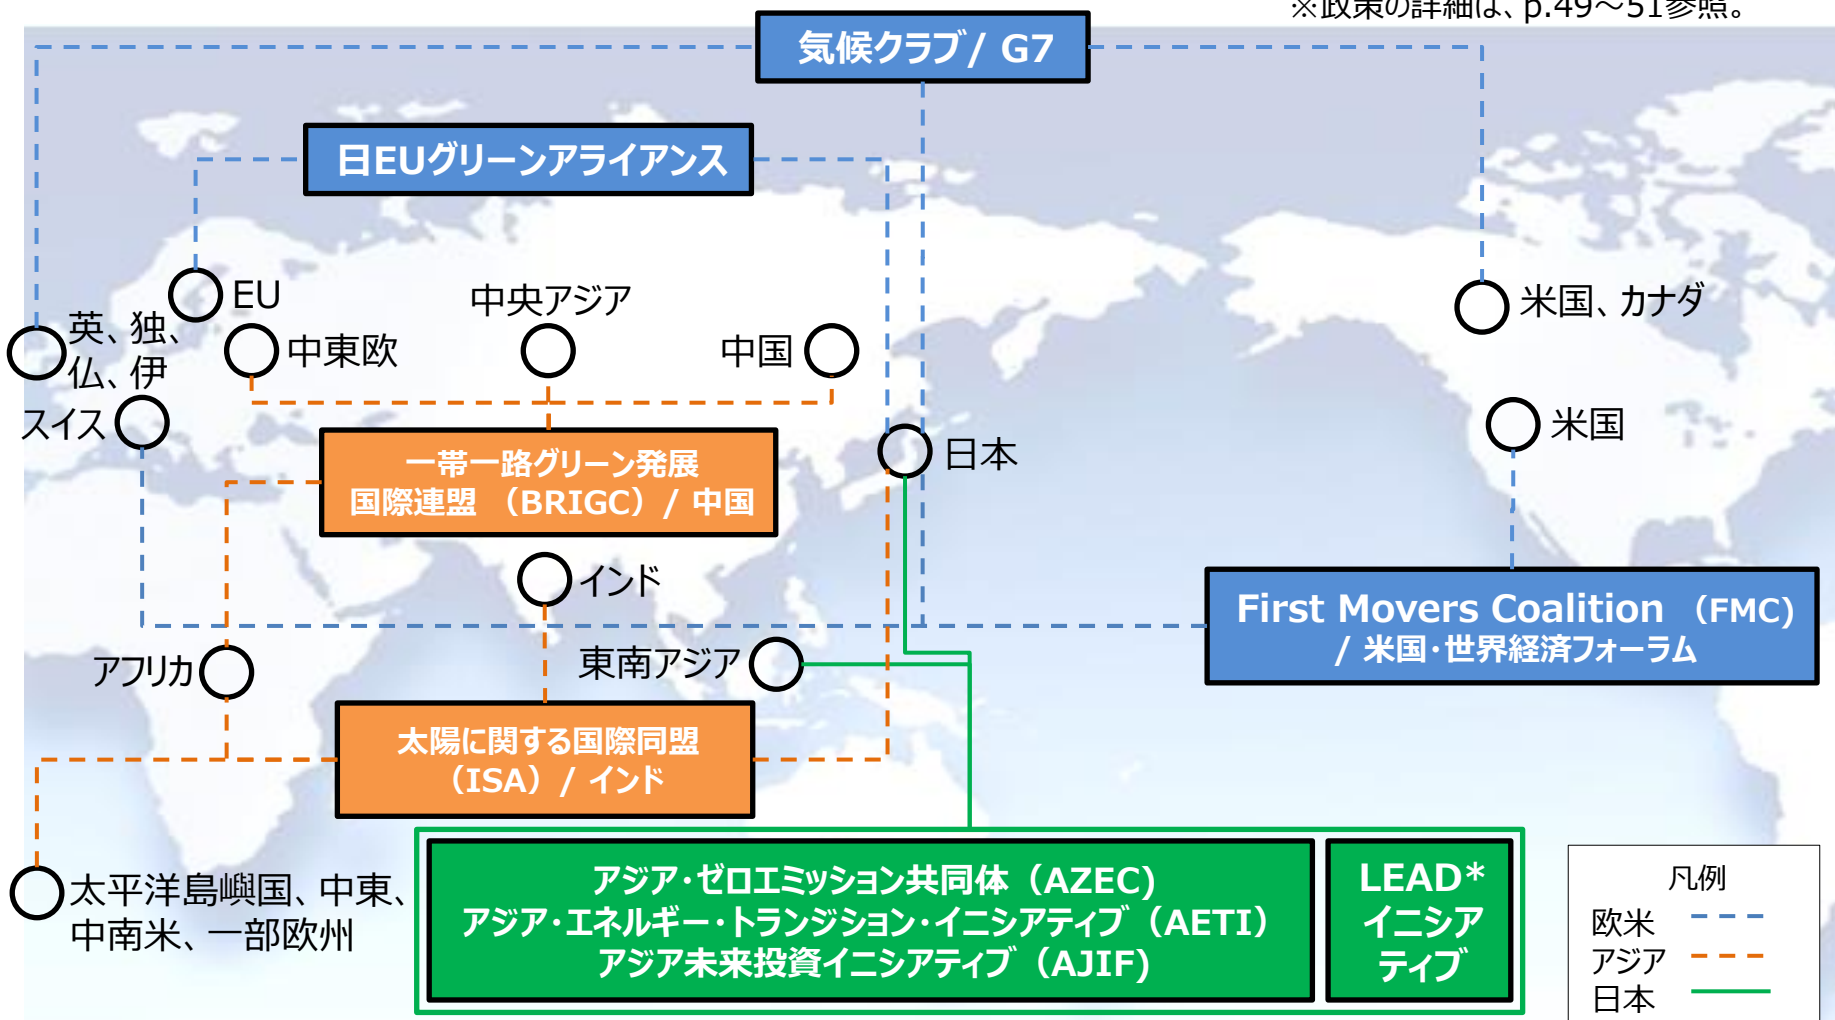 ※政策の詳細は、p.49～51参照。
気候クラブ/ G7
日EUグリーンアライアンス
EU
中央アジア
米国、カナダ
英、独、
仏、伊
中東欧
中国
スイス
日本
米国
一帯一路グリーン発展
国際連盟 （BRIGC）/ 中国
インド
First Movers Coalition （FMC)
/ 米国・世界経済フォーラム
東南アジア
アフリカ
太陽に関する国際同盟
（ISA）/ インド
太平洋島嶼国、中東、
中南米、一部欧州
アジア・ゼロエミッション共同体（AZEC)
アジア・エネルギー・トランジション・イニシアティブ（AETI）
アジア未来投資イニシアティブ（AJIF)
LEAD*
イニシア
ティブ
凡例
欧米
アジア
日本